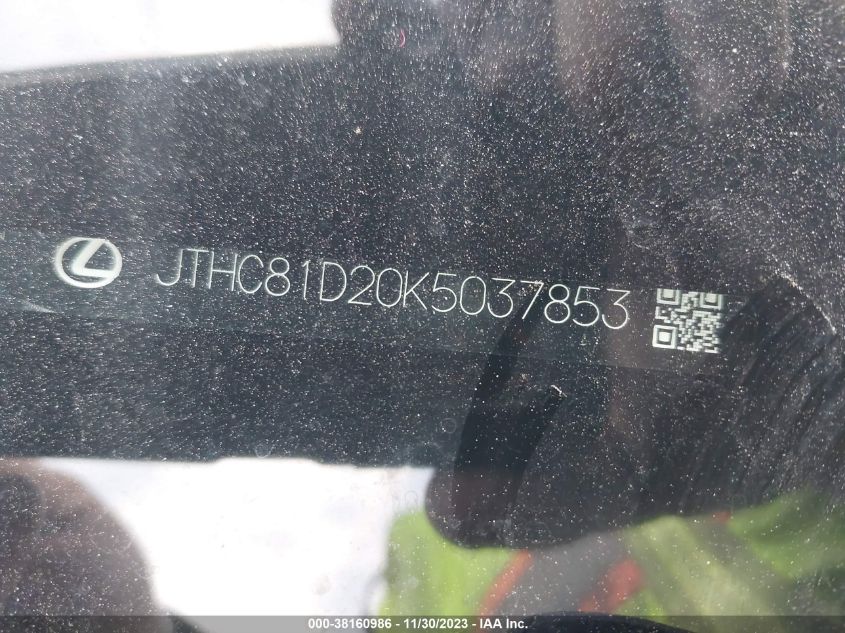 JTHC81D20K5037853
000-38160986 - 11/30/2023 - IAA Inc.